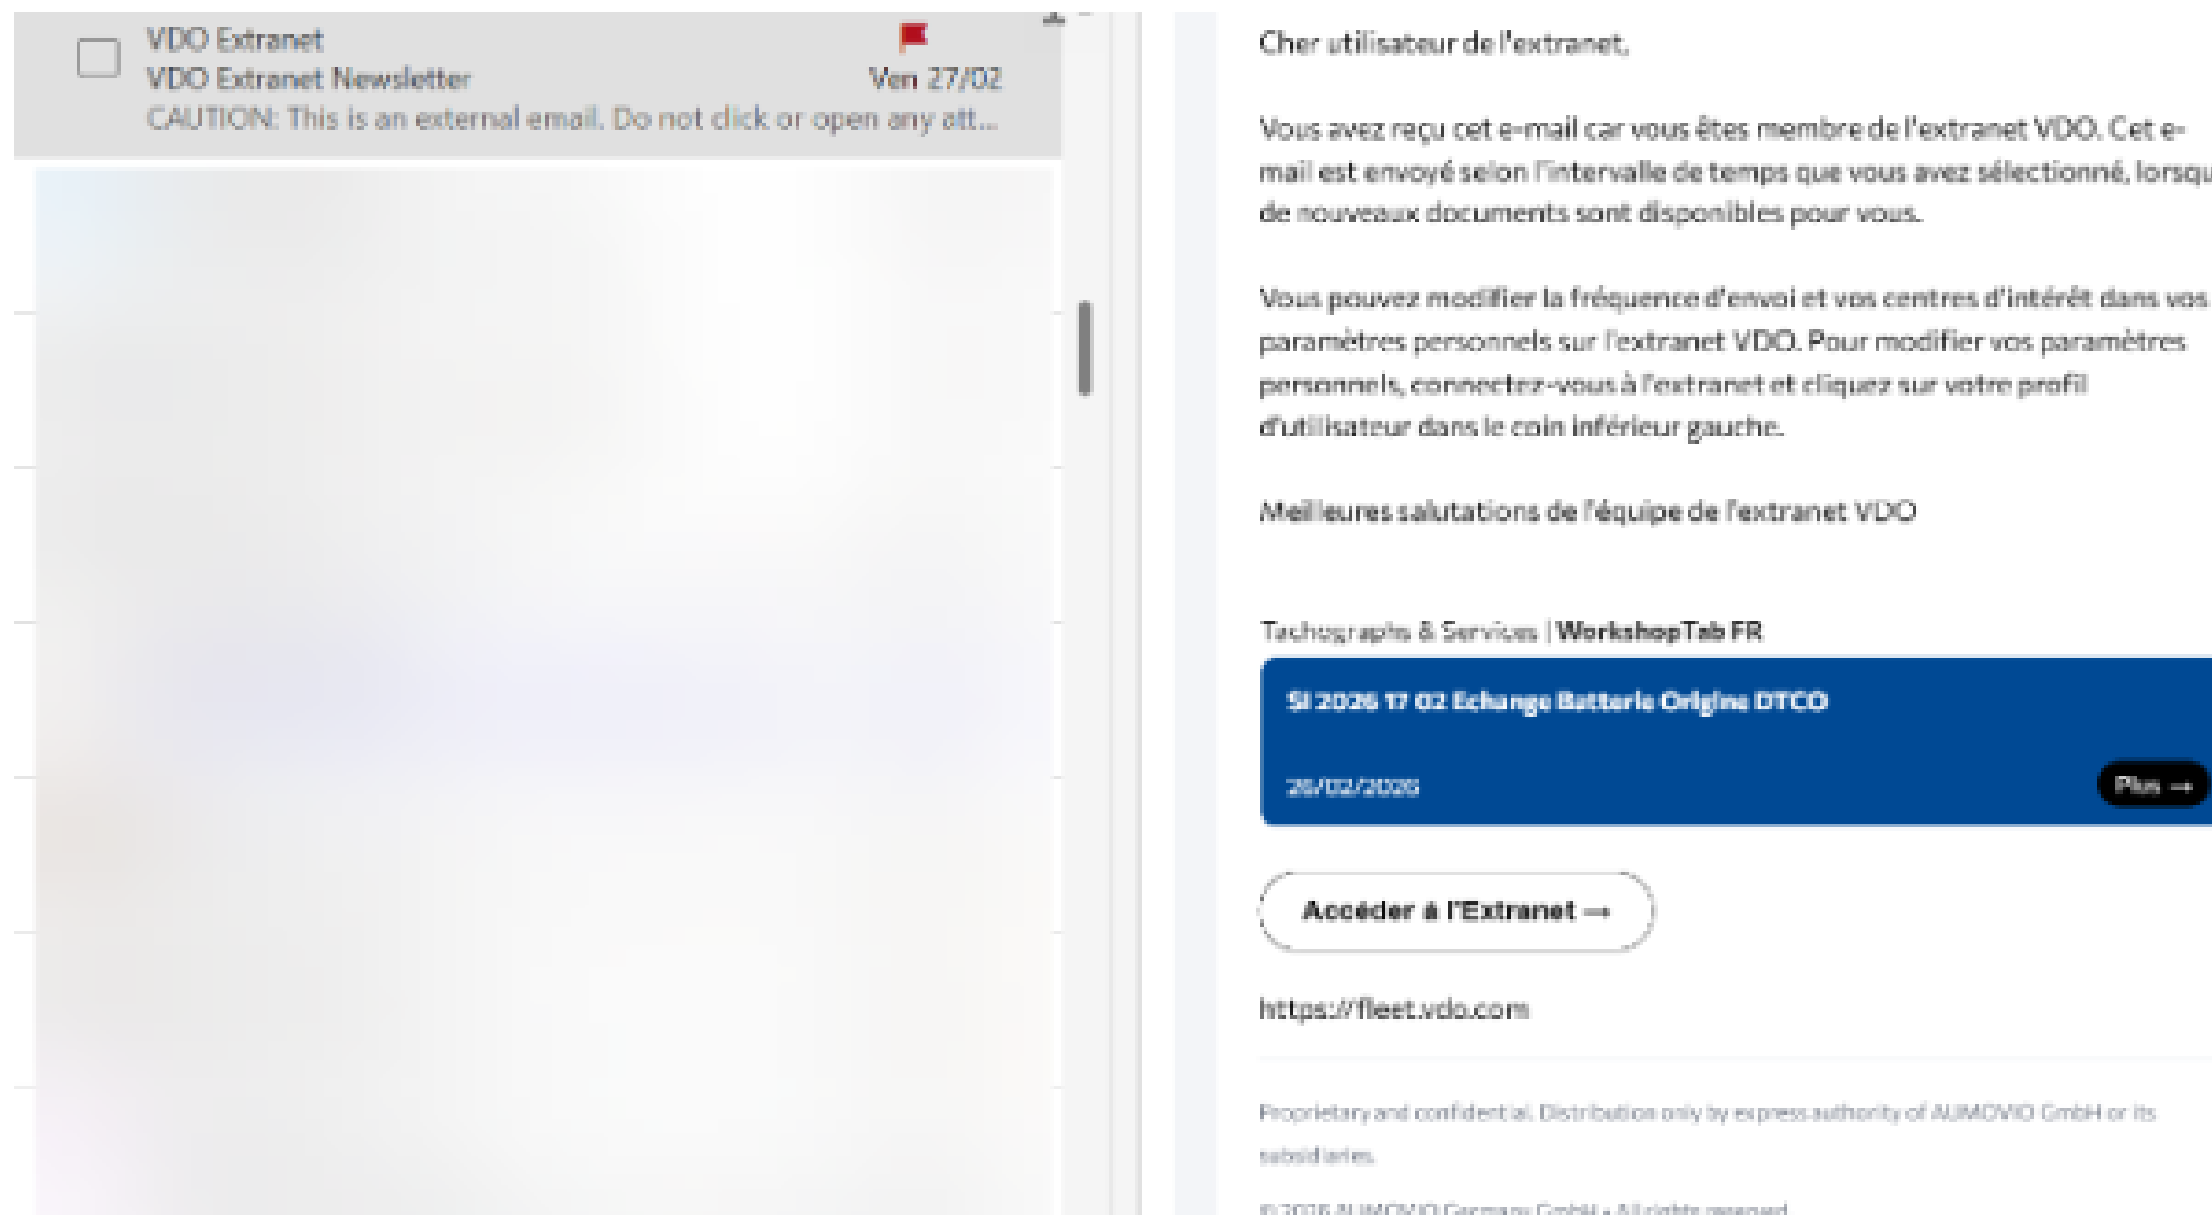 VDO Extranet
VDO Extranet Newsletter
Ven 27/02
CAUTION: This is an external email. Do not click or open any att...
Cher utilisateur de l'extranet,
Vous avez reçu cet e-mail car vous êtes membre de l'extranet VDO. Cet e-
mail est envoyé selon l'intervalle de temps que vous avez sélectionné, lorsqu
de nouveaux documents sont disponibles pour vous.
Vous pouvez modifier la fréquence d'envoi et vos centres d'intérêt dans vos
paramètres personnels sur l'extranet VDO. Pour modifier vos paramètres
personnels, connectez-vous à l'extranet et cliquez sur votre profil
d'utilisateur dans le coin inférieur gauche.
Meilleures salutations de l'équipe de l'extranet VDO
Tachographs & Services | WorkshopTab FR
SI 2026 17 02 Echange Batterie Origine DTCO
26/02/2026
Plus →
Accéder à l'Extranet →
https://fleet.vdo.com
Proprietary and confidential. Distribution only by express authority of AUMOVIO GmbH or its
subsidiaries.
© 2026 AUMOVIO Germany GmbH • All rights reserved